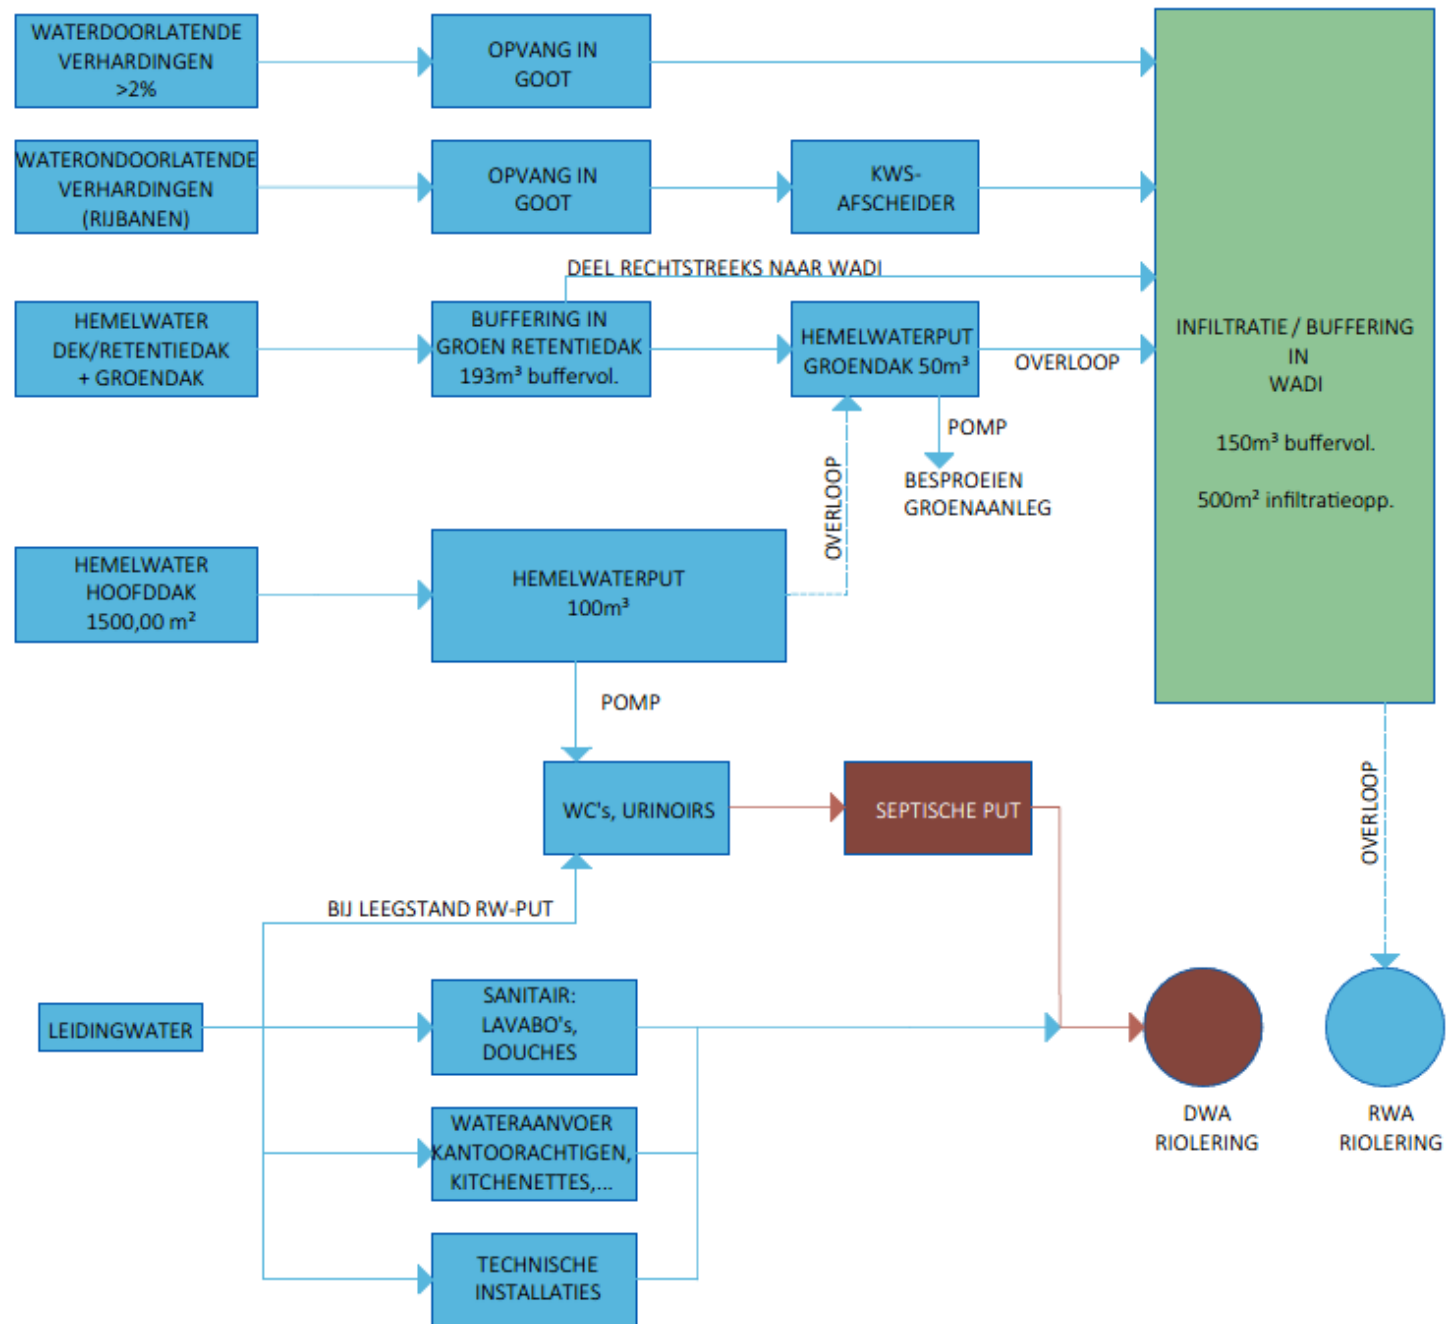 WATERDOORLATENDE
VERHARDINGEN
>2%
OPVANG IN
GOOT
WATERONDOORLATENDE
VERHARDINGEN
(RIJBANEN)
OPVANG IN
GOOT
KWS-
AFSCHEIDER
DEEL RECHTSTREEKS NAAR WADI
HEMELWATER
DEK/RETENTIEDAK
+ GROENDAK
BUFFERING IN
GROEN RETENTIEDAK
193m³ buffervol.
HEMELWATERPUT
GROENDAK 50m³
OVERLOOP
INFILTRATIE / BUFFERING
IN
WADI
150m³ buffervol.
500m² infiltratieopp.
POMP
BESPROEIEN
GROENAANLEG
OVERLOOP
HEMELWATER
HOOFDDAK
1500,00 m²
HEMELWATERPUT
100m³
POMP
WC's, URINOIRS
SEPTISCHE PUT
OVERLOOP
BIJ LEEGSTAND RW-PUT
LEIDINGWATER
SANITAIR:
LAVABO's,
DOUCHES
WATERAANVOER
KANTOORACHTIGEN,
KITCHENETTES,...
TECHNISCHE
INSTALLATIES
DWA
RIOLERING
RWA
RIOLERING